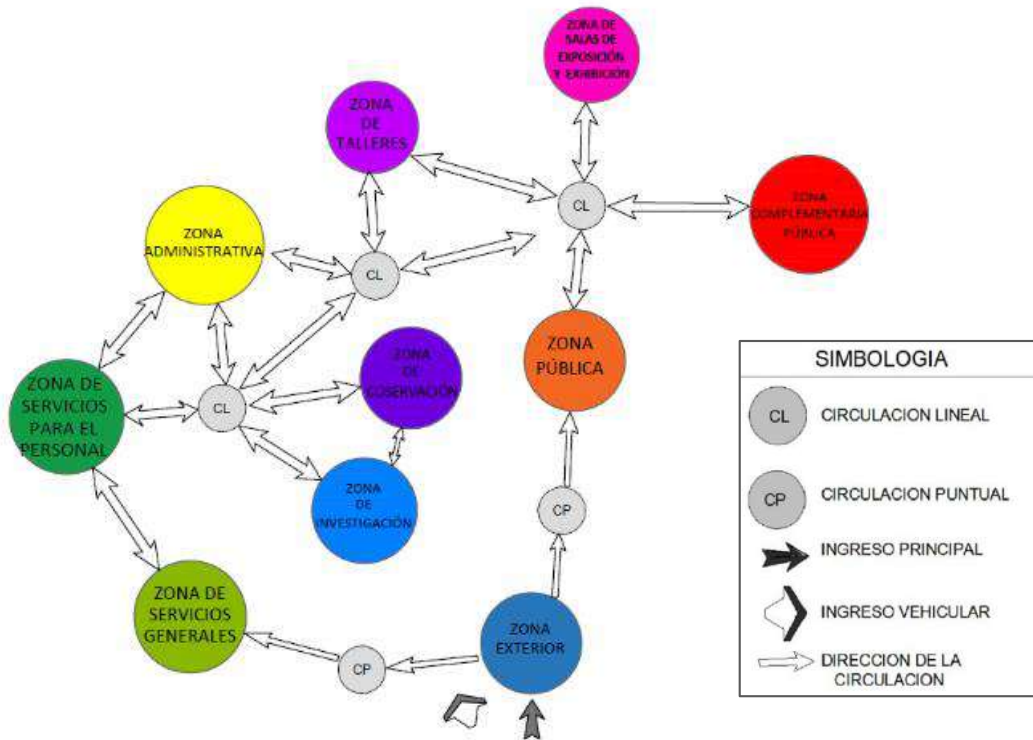 ZONA DE
SALAS DE
EXPOSICIÓN
Y EXHIBICIÓN
ZONA
DE
TALLERES
CL
ZONA
COMPLEMENTARIA
PÚBLICA
ZONA
ADMINISTRATIVA
CL
ZONA
PÚBLICA
ZONA
DE
COSERVACIÓN
ZONA DE
SERVICIOS
PARA EL
PERSONAL
CL
ZONA
DE
INVESTIGACIÓN
CP
ZONA DE
SERVICIOS
GENERALES
ZONA
EXTERIOR
CP
SIMBOLOGIA
CL CIRCULACION LINEAL
CP CIRCULACION PUNTUAL
INGRESO PRINCIPAL
INGRESO VEHICULAR
DIRECCION DE LA
CIRCULACION